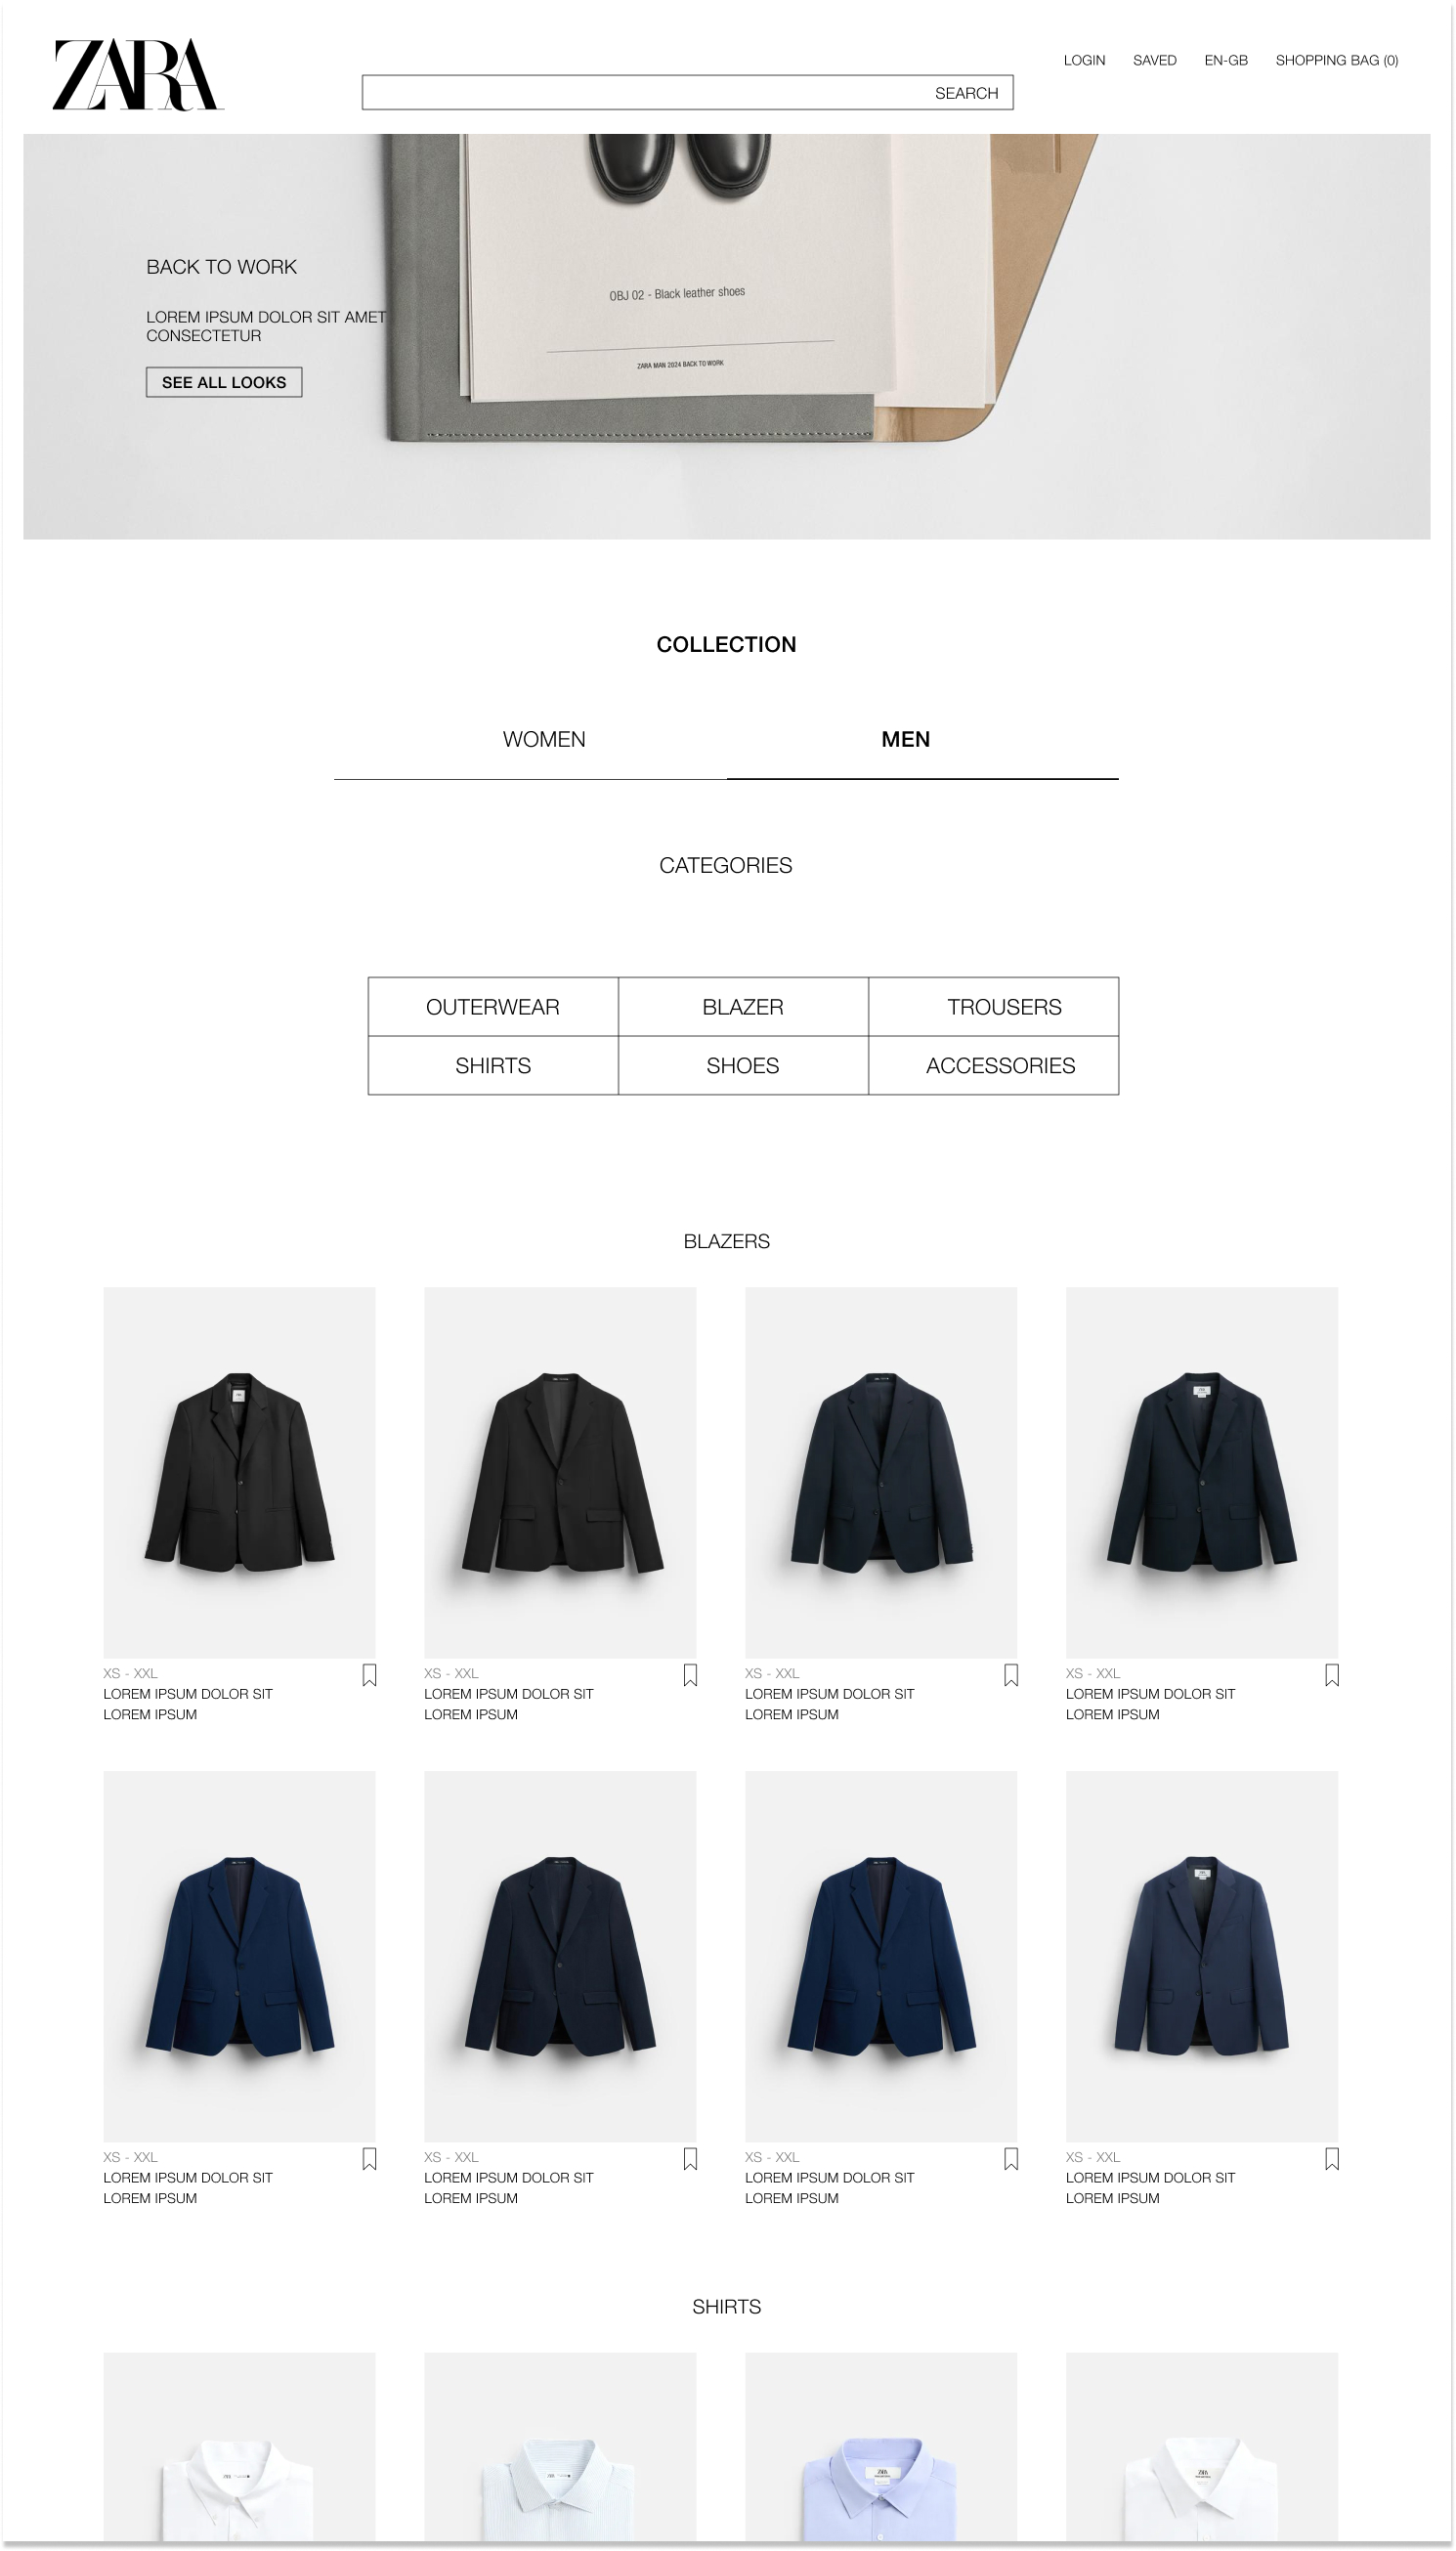 ZARA
LOGIN SAVED EN-GB SHOPPING BAG (0)
SEARCH
BACK TO WORK
LOREM IPSUM DOLOR SIT AMET
CONSECTETUR
SEE ALL LOOKS
OBJ 02 - Black leather shoes
ZARA MAN 2024 BACK TO WORK
COLLECTION
WOMEN MEN
CATEGORIES
OUTERWEAR BLAZER TROUSERS
SHIRTS SHOES ACCESSORIES
BLAZERS
XS - XXL XS - XXL XS - XXL XS - XXL
LOREM IPSUM DOLOR SIT LOREM IPSUM DOLOR SIT LOREM IPSUM DOLOR SIT LOREM IPSUM DOLOR SIT
LOREM IPSUM LOREM IPSUM LOREM IPSUM LOREM IPSUM
XS - XXL XS - XXL XS - XXL XS - XXL
LOREM IPSUM DOLOR SIT LOREM IPSUM DOLOR SIT LOREM IPSUM DOLOR SIT LOREM IPSUM DOLOR SIT
LOREM IPSUM LOREM IPSUM LOREM IPSUM LOREM IPSUM
SHIRTS
ZARA ZARA